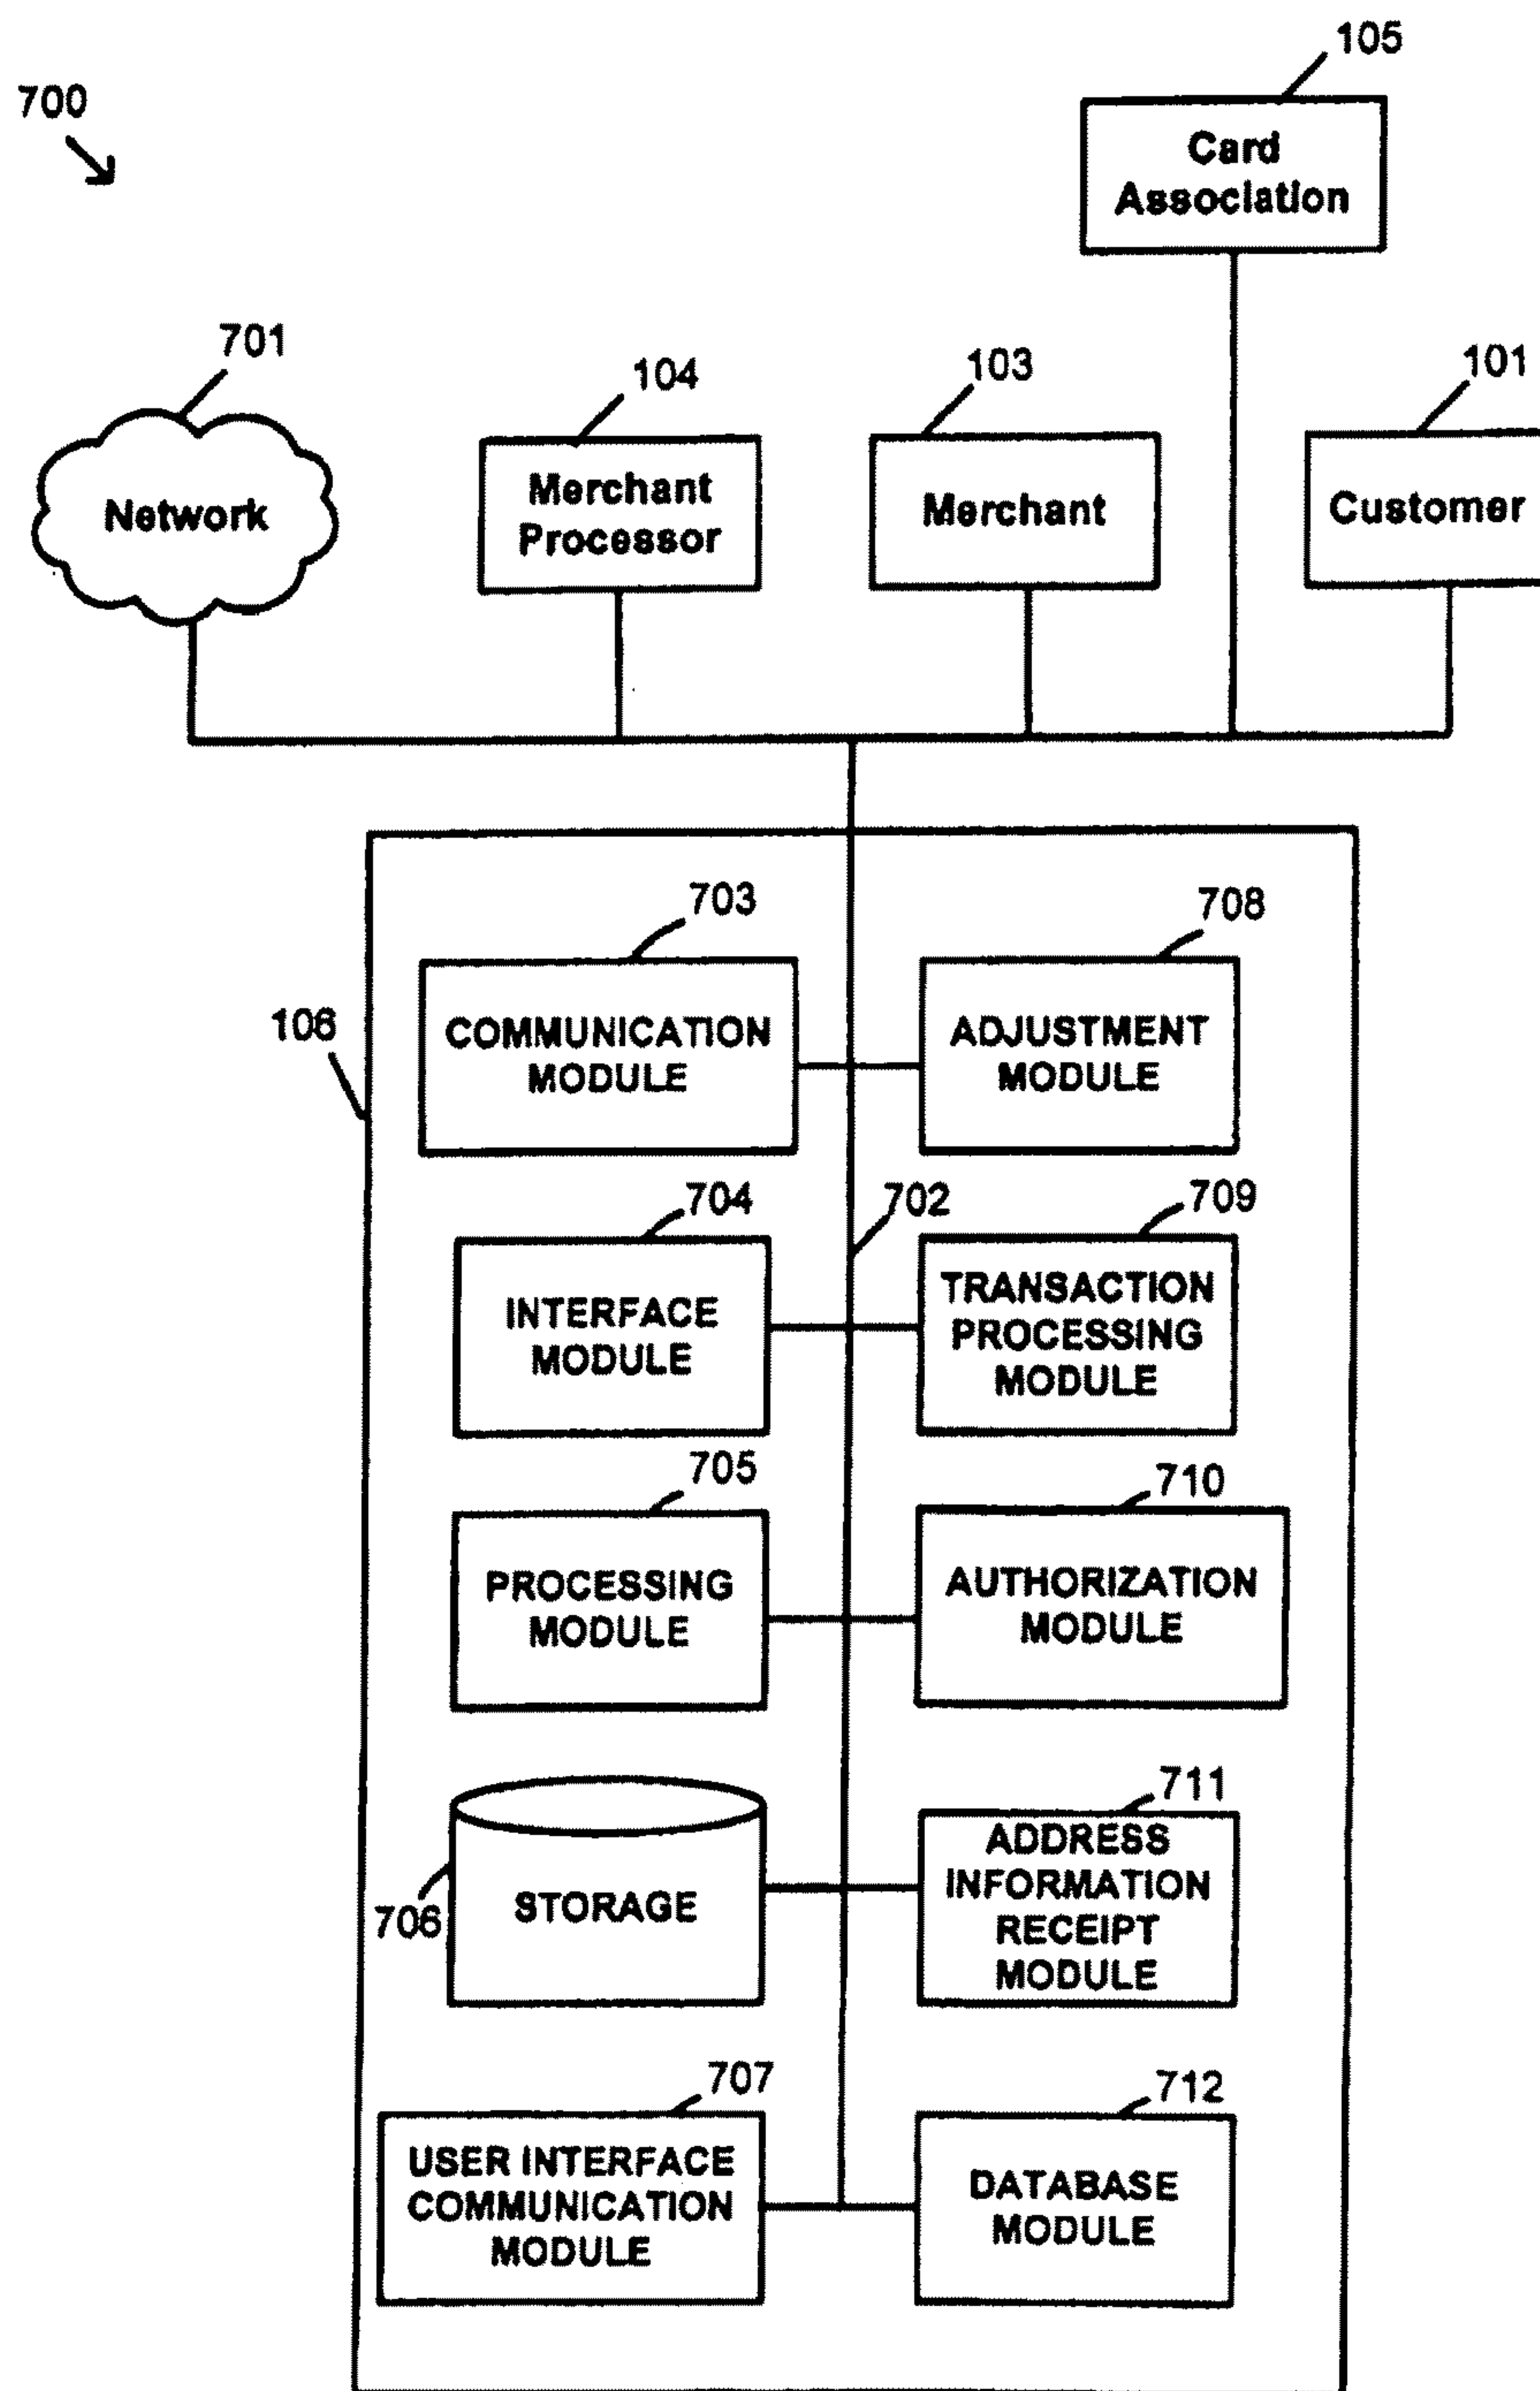 105
700
Card
Association
701
104
103
101
Network
Merchant
Processor
Merchant
Customer
703
708
106
COMMUNICATION
MODULE
ADJUSTMENT
MODULE
704
702
709
INTERFACE
MODULE
TRANSACTION
PROCESSING
MODULE
705
710
PROCESSING
MODULE
AUTHORIZATION
MODULE
711
706
STORAGE
ADDRESS
INFORMATION
RECEIPT
MODULE
707
712
USER INTERFACE
COMMUNICATION
MODULE
DATABASE
MODULE